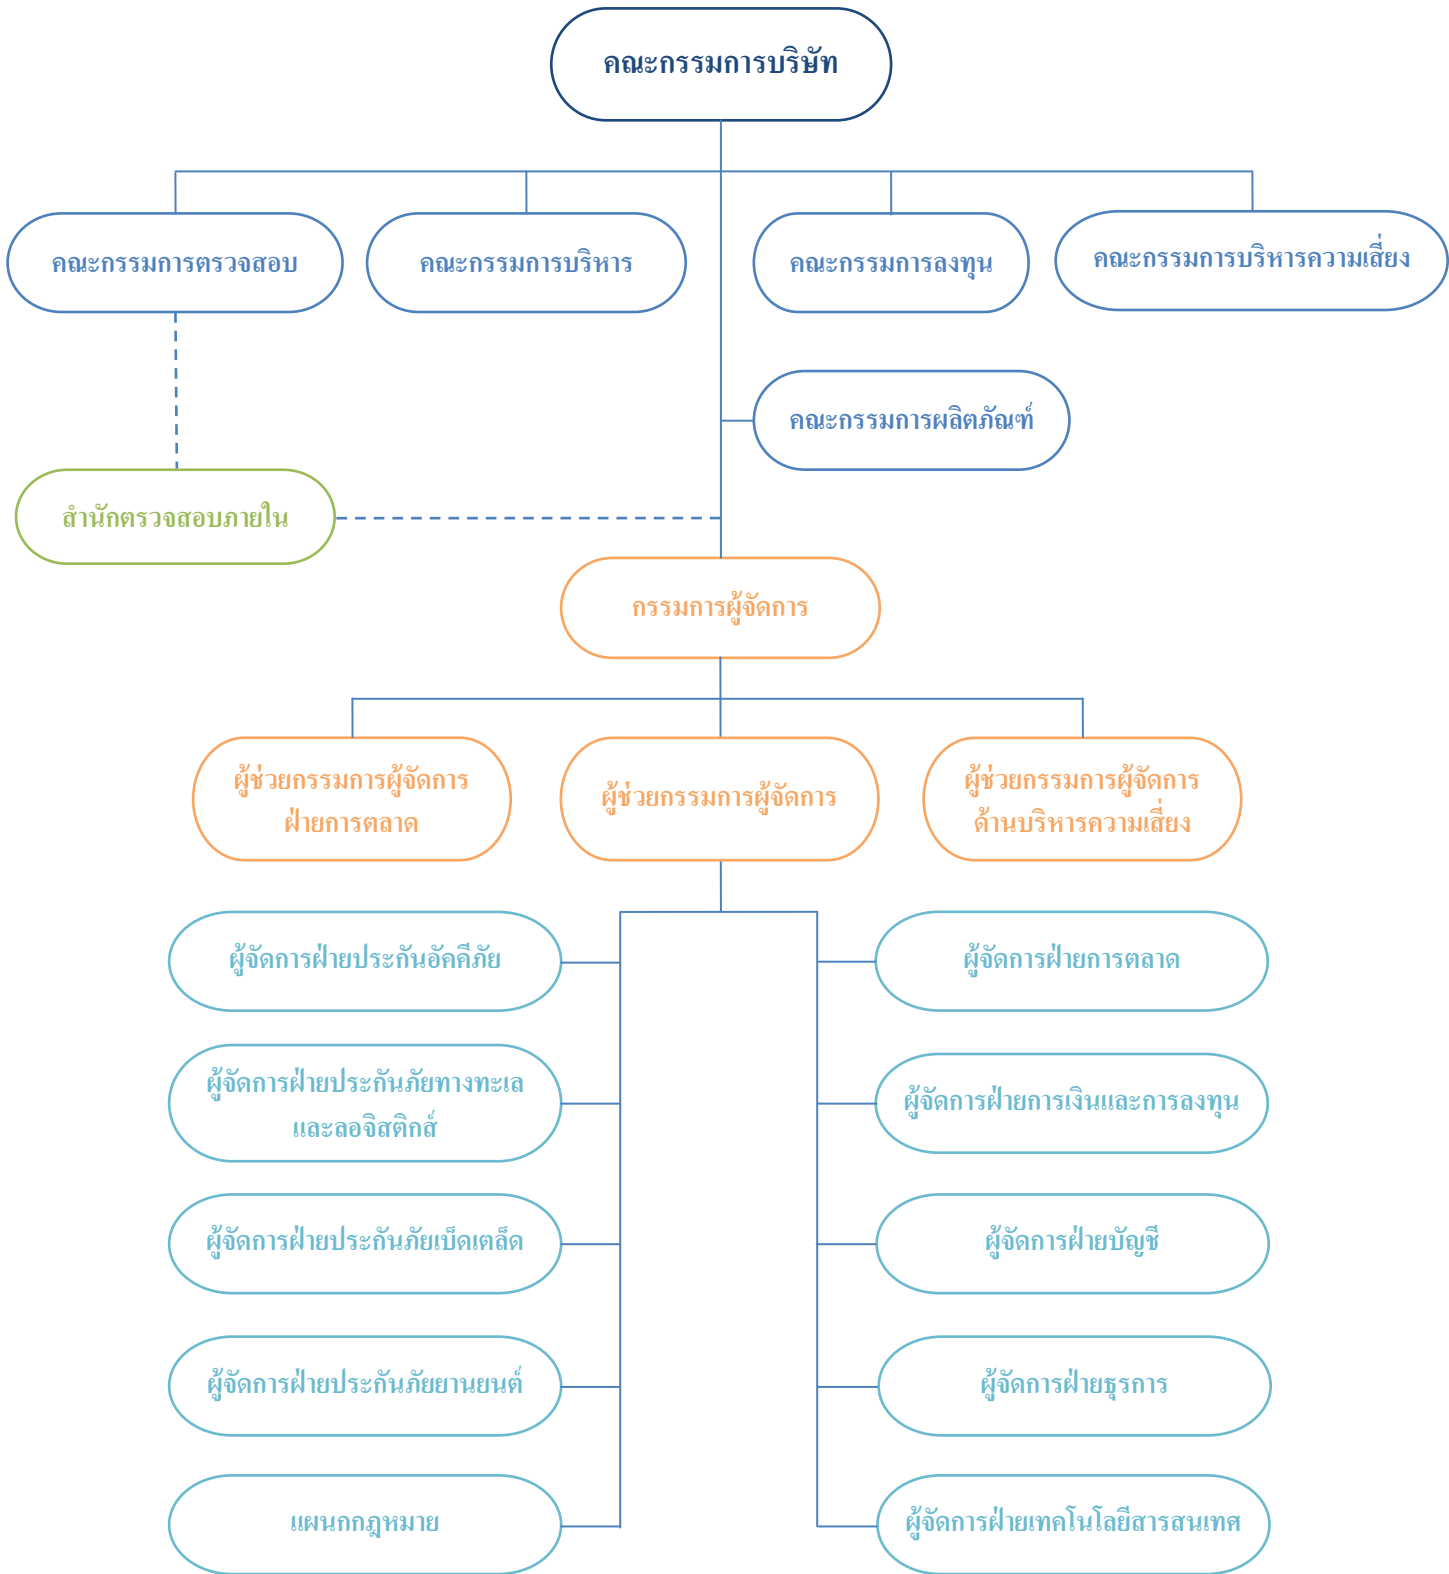 คณะกรรมการบริษัท
คณะกรรมการตรวจสอบ
คณะกรรมการบริหาร
คณะกรรมการลงทุน
คณะกรรมการบริหารความเสี่ยง
คณะกรรมการผลิตภัณฑ์
สำนักตรวจสอบภายใน
กรรมการผู้จัดการ
ผู้ช่วยกรรมการผู้จัดการ
ฝ่ายการตลาด
ผู้ช่วยกรรมการผู้จัดการ
ผู้ช่วยกรรมการผู้จัดการ
ด้านบริหารความเสี่ยง
ผู้จัดการฝ่ายประกันอัคคีภัย
ผู้จัดการฝ่ายการตลาด
ผู้จัดการฝ่ายประกันภัยทางทะเล
และลอจิสติกส์
ผู้จัดการฝ่ายการเงินและการลงทุน
ผู้จัดการฝ่ายประกันภัยเบ็ดเตล็ด
ผู้จัดการฝ่ายบัญชี
ผู้จัดการฝ่ายประกันภัยยานยนต์
ผู้จัดการฝ่ายธุรการ
แผนกกฎหมาย
ผู้จัดการฝ่ายเทคโนโลยีสารสนเทศ